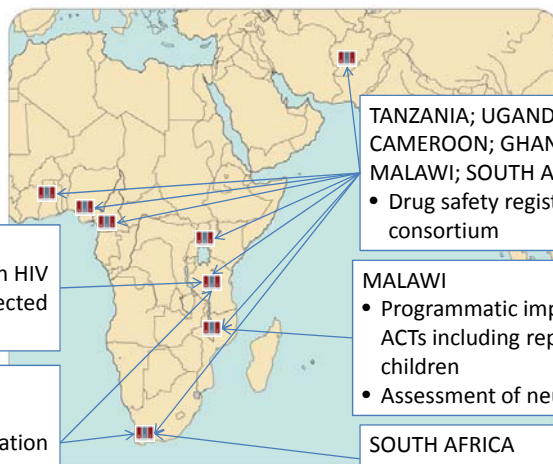 TANZANIA; UGAND
CAMEROON; GHAN
MALAWI; SOUTH A
• Drug safety regist
consortium
n HIV
ected
MALAWI
• Programmatic imp
ACTs including rep
children
• Assessment of neu
ation
SOUTH AFRICA